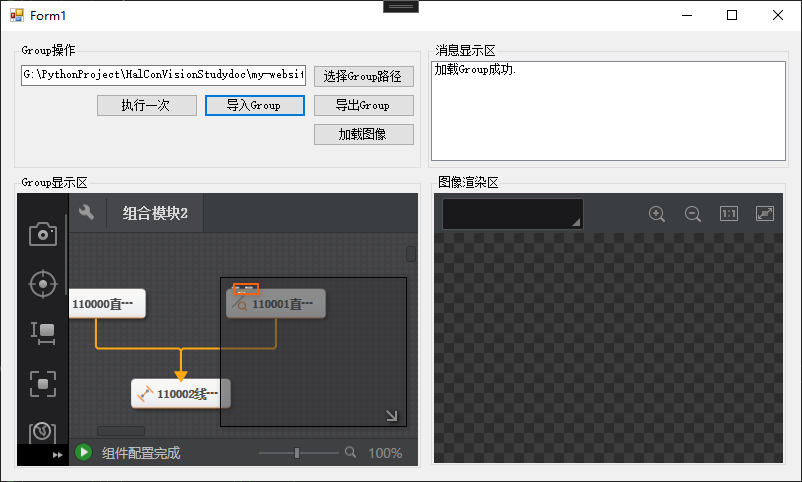 Form1
Group操作
G:\PythonProject\HalConVisionStudydoc\my-websit
选择Group路径
执行一次
导入Group
导出Group
加载图像
消息显示区
加载Group成功.
Group显示区
组合模块2
110000直···
110001直···
110002线···
组件配置完成
100%
图像渲染区
1:1